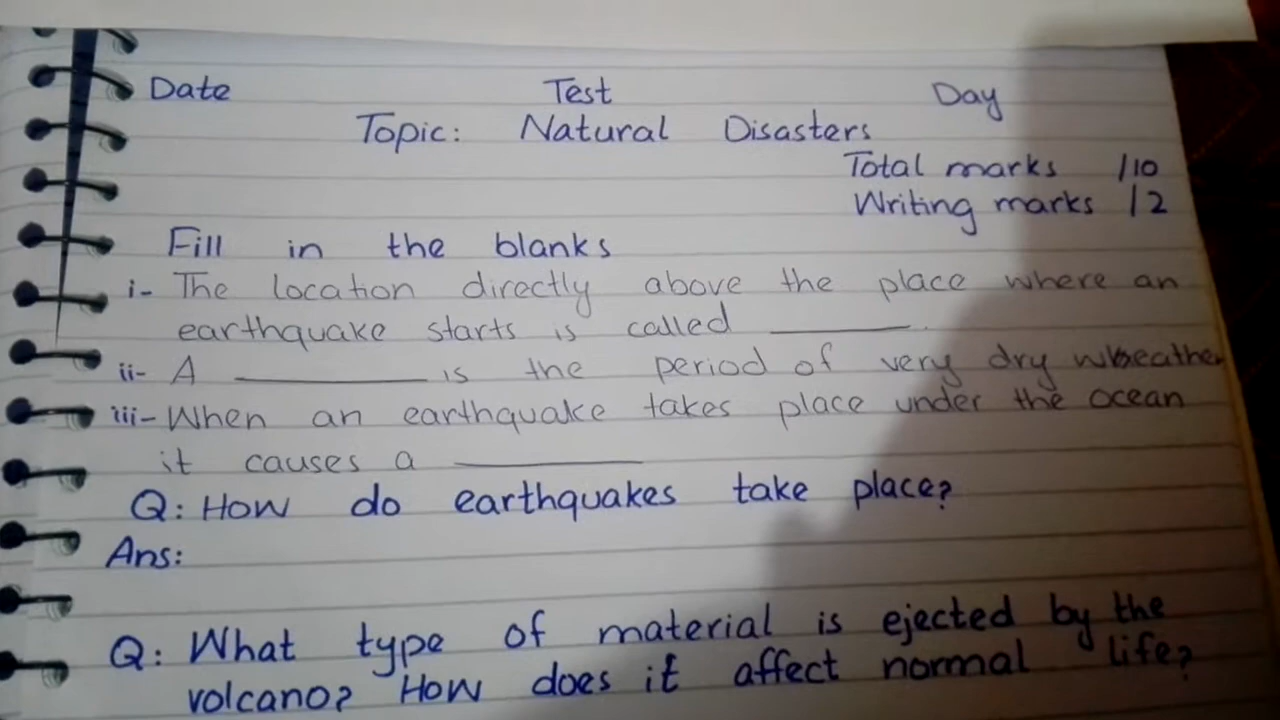 Date Test Day
Topic: Natural Disasters
Total marks /10
Writing marks /2
Fill in the blanks
i- The location directly above the place where an
earthquake starts is called ________.
ii- A ________ is the period of very dry weather
iii- When an earthquake takes place under the ocean
it causes a ________
Q: How do earthquakes take place?
Ans:
Q: What type of material is ejected by the
volcano? How does it affect normal life?